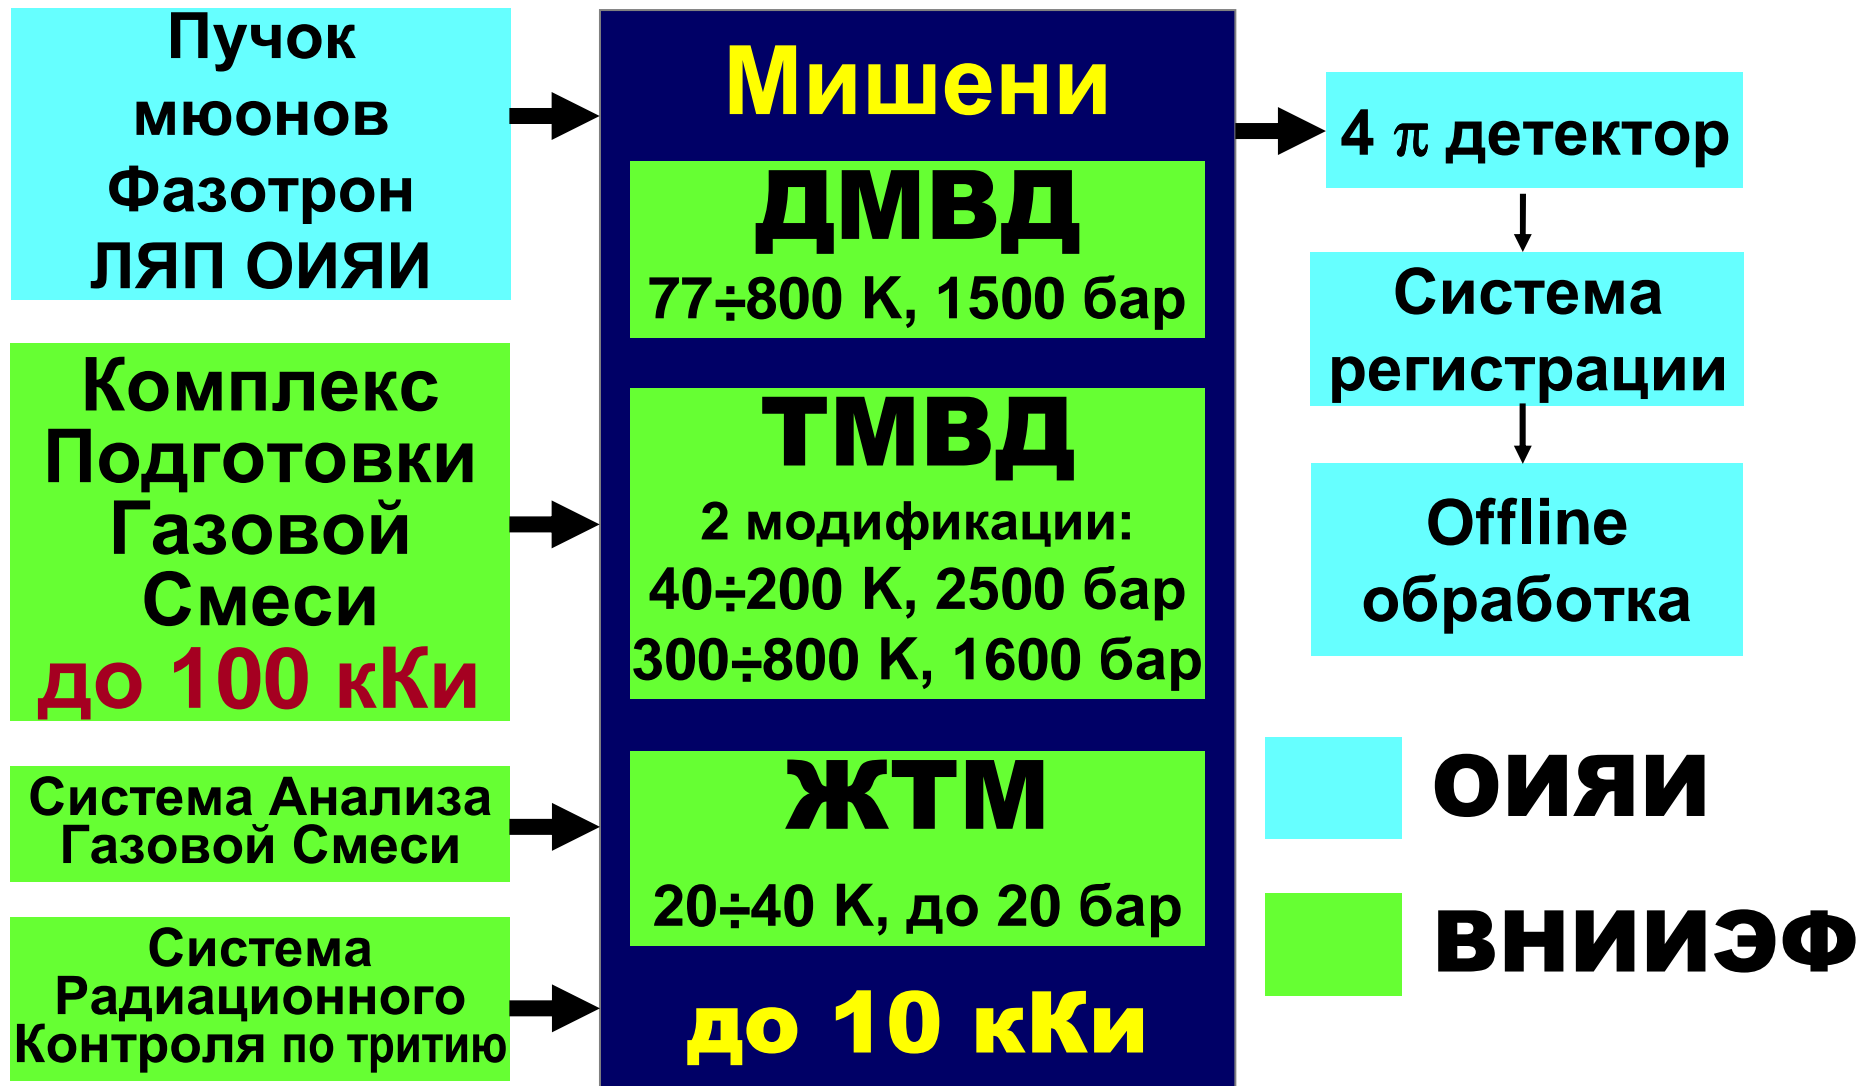 Пучок
мюонов
Фазотрон
ЛЯП ОИЯИ
Комплекс
Подготовки
Газовой
Смеси
до 100 кКи
Система Анализа
Газовой Смеси
Система
Радиационного
Контроля по тритию
Мишени
ДМВД
77÷800 K, 1500 бар
ТМВД
2 модификации:
40÷200 K, 2500 бар
300÷800 K, 1600 бар
ЖТМ
20÷40 K, до 20 бар
до 10 кКи
4 π детектор
Система
регистрации
Offline
обработка
ОИЯИ
ВНИИЭФ